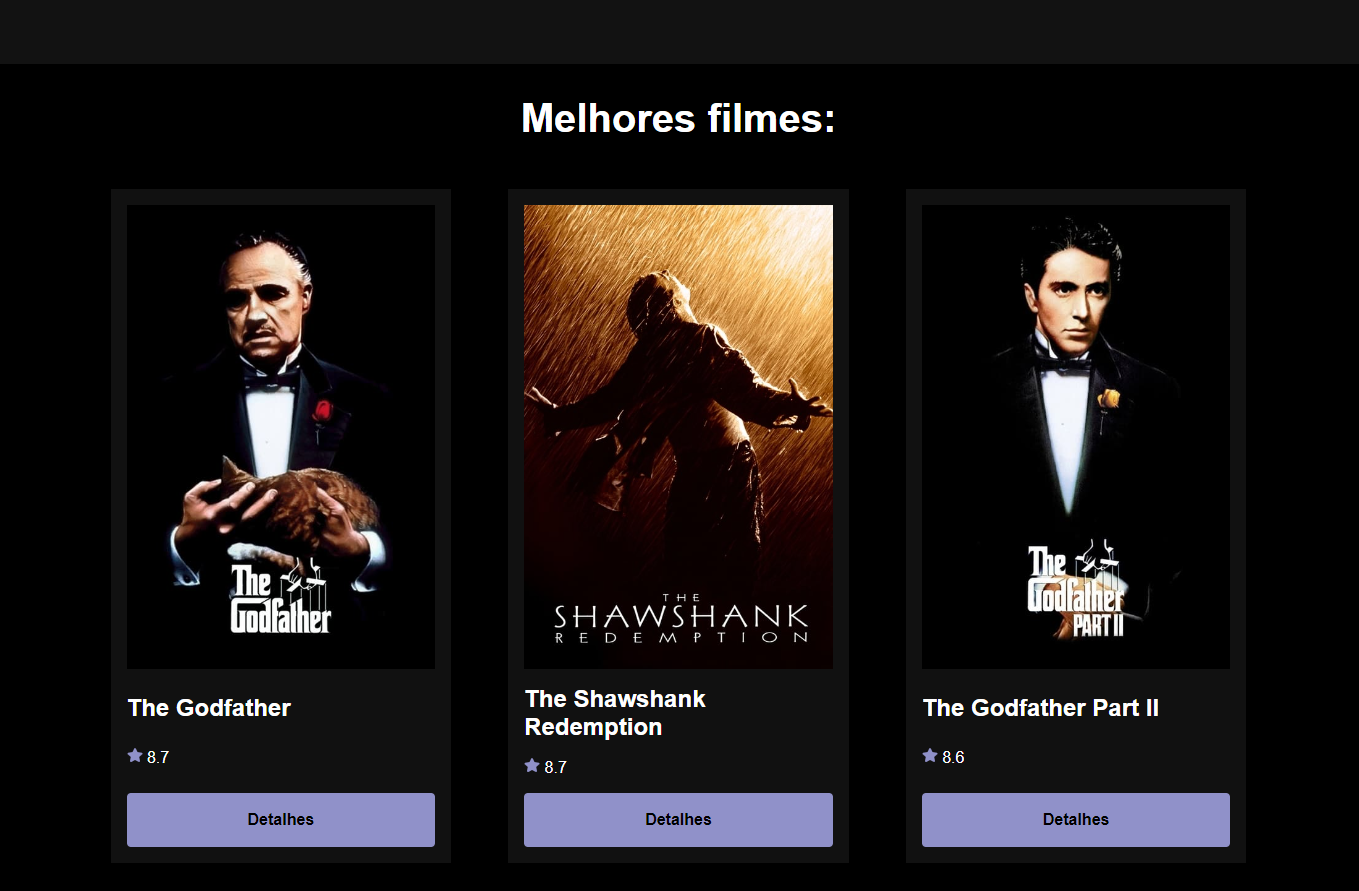 Melhores filmes:
The
Godfather
THE
SHAWSHANK
REDEMPTION
The
Godfather
PART II
The Godfather
The Shawshank
Redemption
The Godfather Part II
8.7
8.7
8.6
Detalhes
Detalhes
Detalhes